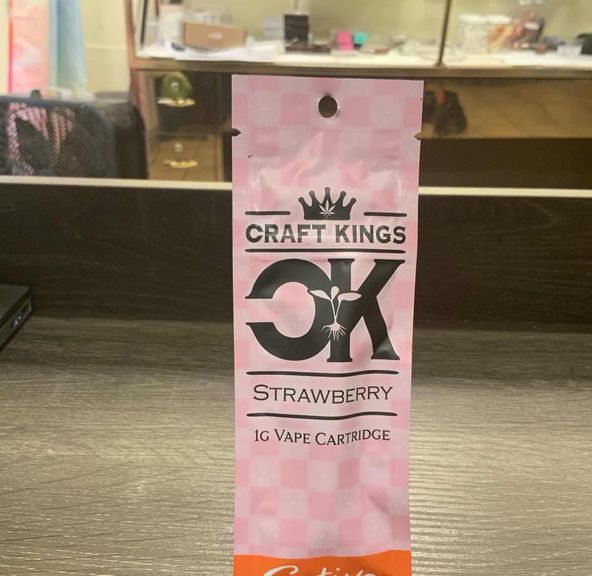 CRAFT KINGS
CK
STRAWBERRY
1G VAPE CARTRIDGE